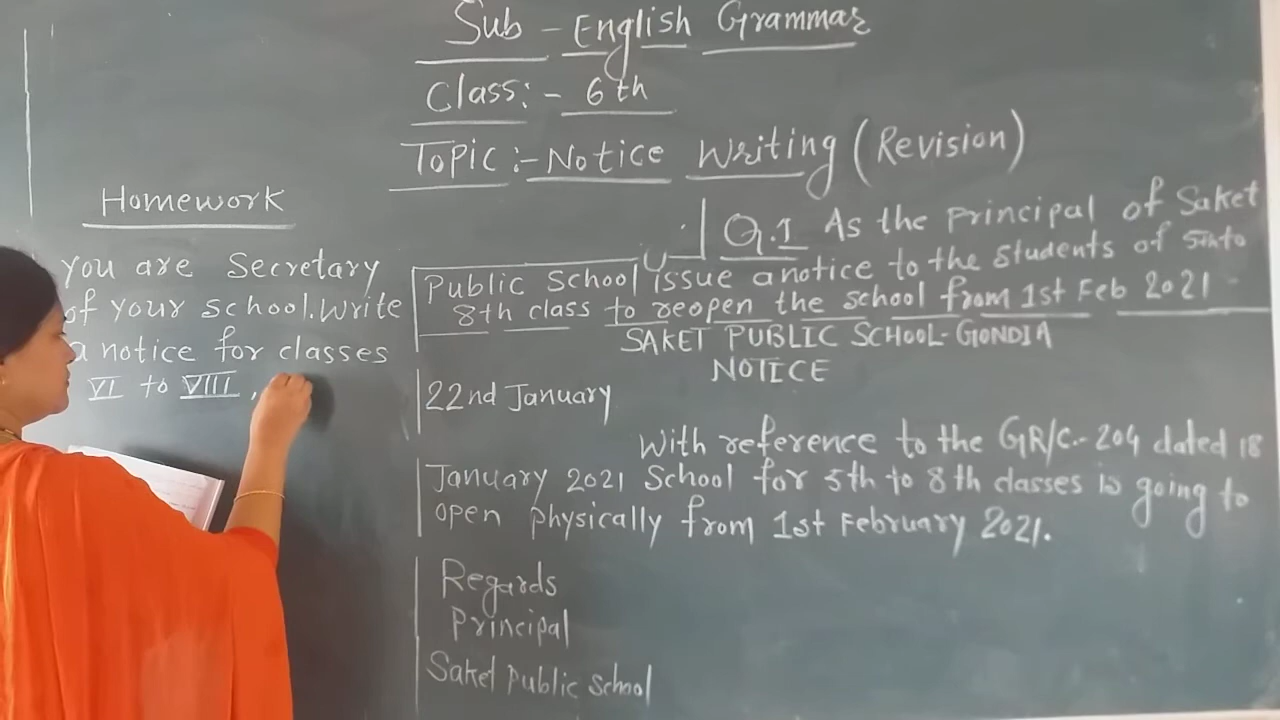 Sub - English Grammar
Class:- 6th
Topic:- Notice Writing (Revision)
Homework
you are Secretary
of your school. Write
a notice for classes
VI to VIII,
Q.1 As the principal of Saket
Public School issue a notice to the students of 5th to
8th class to reopen the school from 1st Feb 2021
SAKET PUBLIC SCHOOL-GONDIA
NOTICE
22nd January
With reference to the GR/C.- 204 dated 18
January 2021 School for 5th to 8th classes is going to
open physically from 1st February 2021.
Regards
Principal
Saket Public School